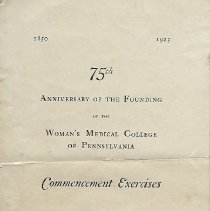 1850 1925
75th
Anniversary of the Founding
of the
Woman's Medical College
of Pennsylvania
Commencement Exercises